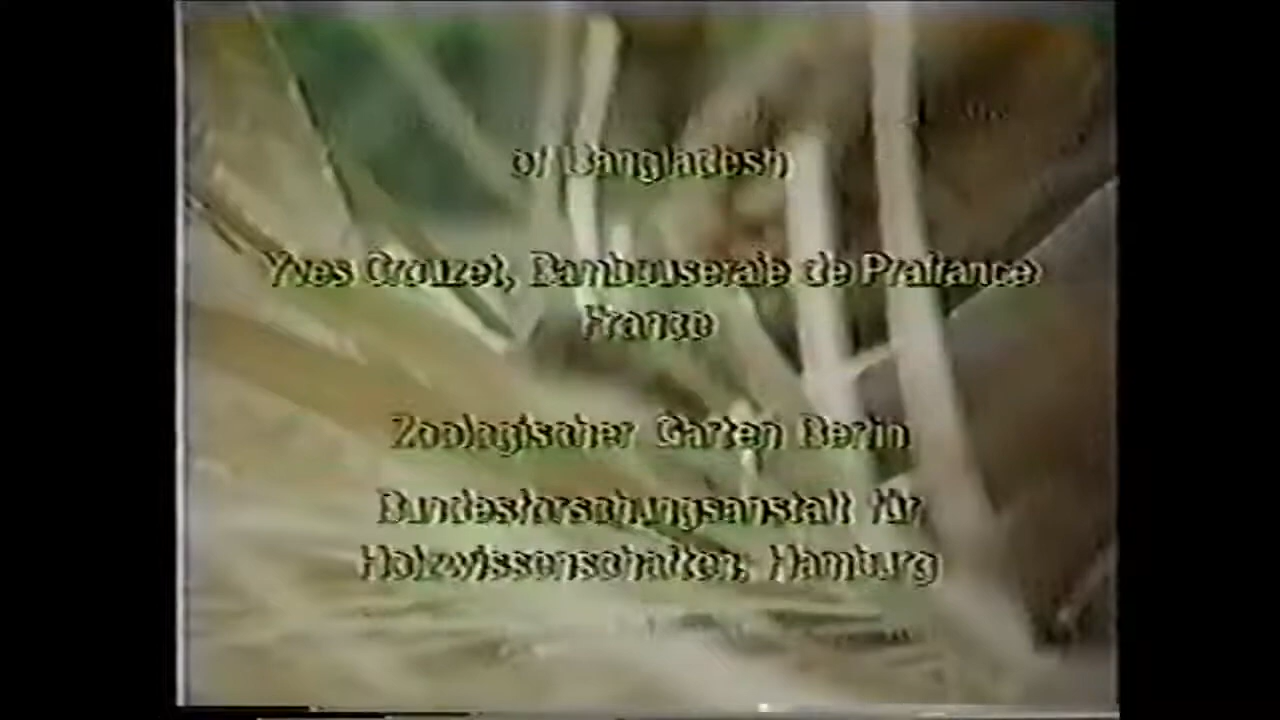 of Bangladesh
Yves Crouzet, Bambouseraie de Prafrance
France
Zoologischer Garten Berlin
Bundesforschungsanstalt für
Holzwissenschaften, Hamburg